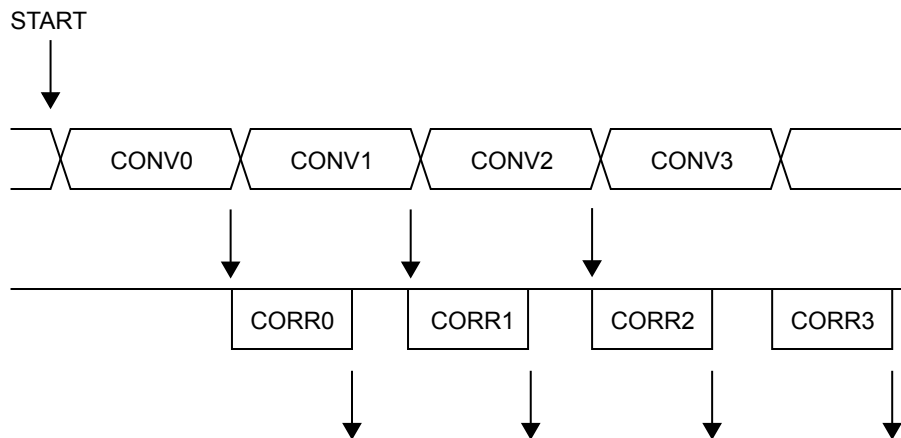 START
CONV0 CONV1 CONV2 CONV3
CORR0 CORR1 CORR2 CORR3